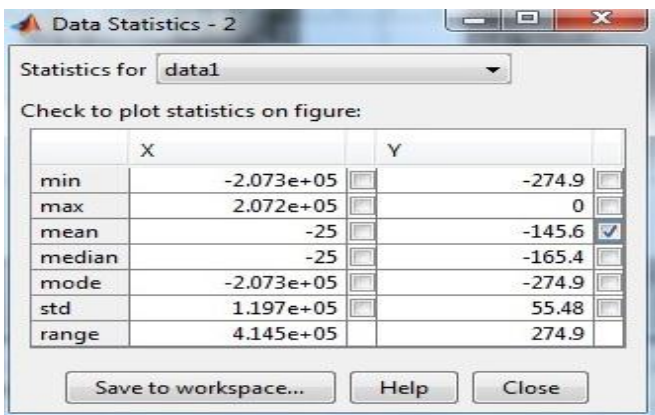 Data Statistics - 2
Statistics for data1
Check to plot statistics on figure:
X Y
min -2.073e+05 -274.9
max 2.072e+05 0
mean -25 -145.6
median -25 -165.4
mode -2.073e+05 -274.9
std 1.197e+05 55.48
range 4.145e+05 274.9
Save to workspace... Help Close